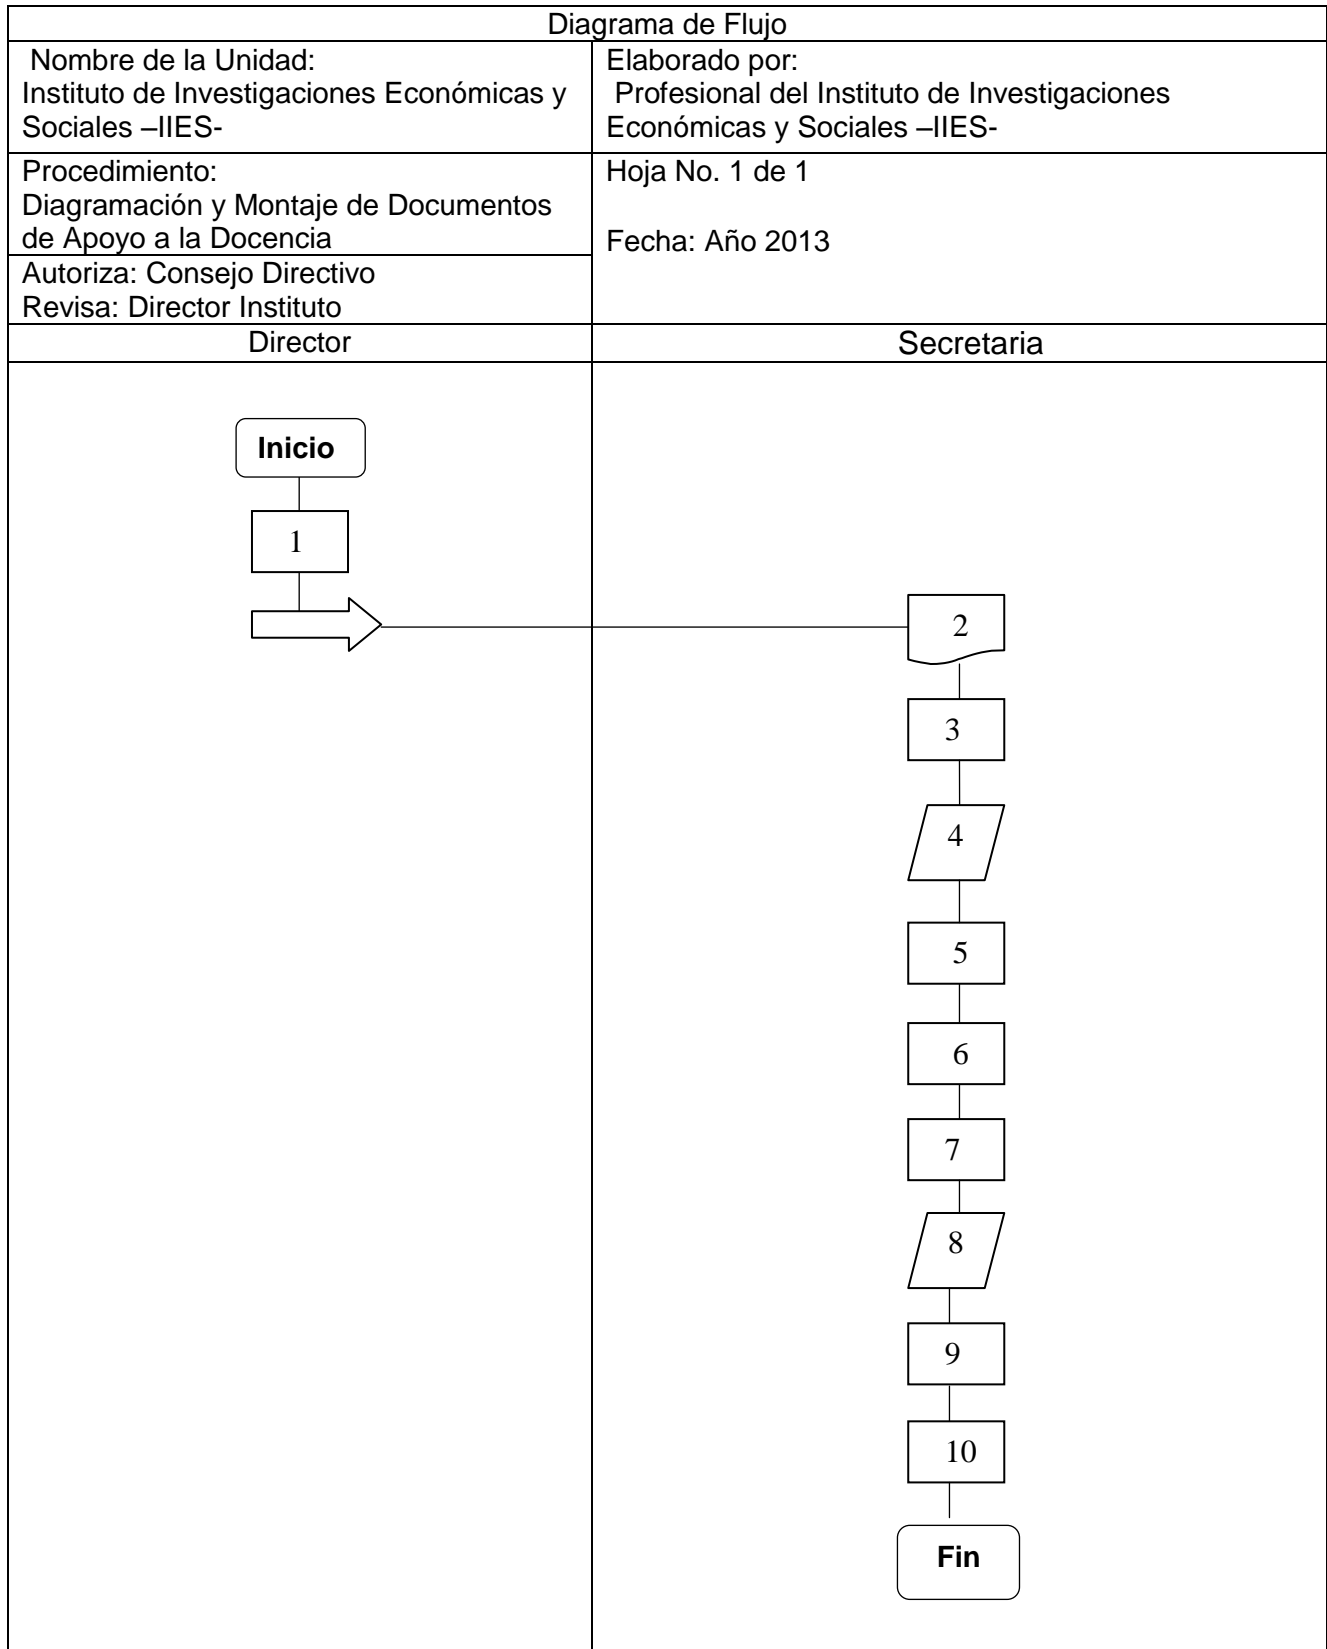 Diagrama de Flujo
Nombre de la Unidad:
Instituto de Investigaciones Económicas y
Sociales –IIES-
Elaborado por:
Profesional del Instituto de Investigaciones
Económicas y Sociales –IIES-
Procedimiento:
Diagramación y Montaje de Documentos
de Apoyo a la Docencia
Hoja No. 1 de 1
Fecha: Año 2013
Autoriza: Consejo Directivo
Revisa: Director Instituto
Director
Secretaria
Inicio
1
2
3
4
5
6
7
8
9
10
Fin